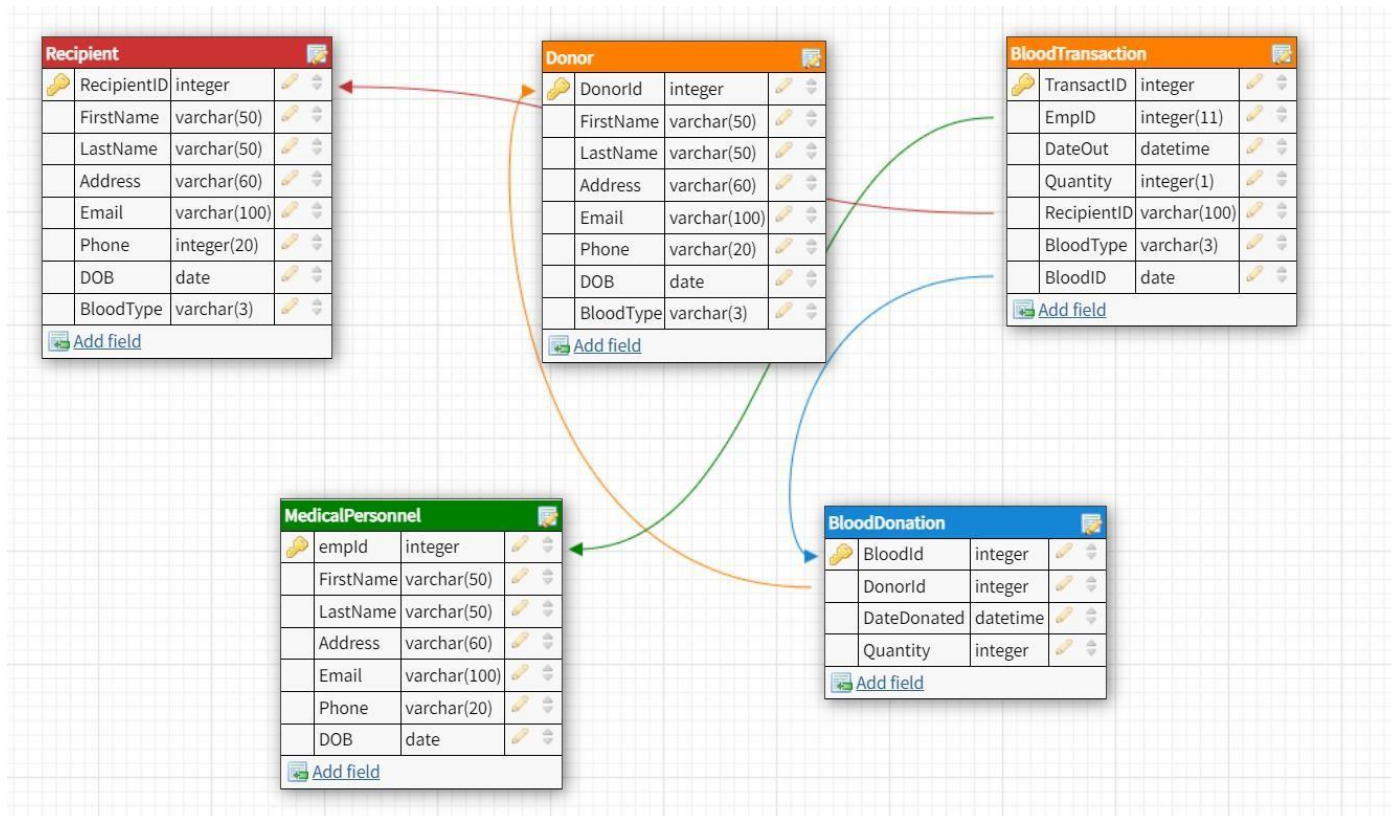 Recipient
RecipientID integer
FirstName varchar(50)
LastName varchar(50)
Address varchar(60)
Email varchar(100)
Phone integer(20)
DOB date
BloodType varchar(3)
Add field
Donor
DonorId integer
FirstName varchar(50)
LastName varchar(50)
Address varchar(60)
Email varchar(100)
Phone varchar(20)
DOB date
BloodType varchar(3)
Add field
BloodTransaction
TransactID integer
EmpID integer(11)
DateOut datetime
Quantity integer(1)
RecipientID varchar(100)
BloodType varchar(3)
BloodID date
Add field
MedicalPersonnel
empId integer
FirstName varchar(50)
LastName varchar(50)
Address varchar(60)
Email varchar(100)
Phone varchar(20)
DOB date
Add field
BloodDonation
BloodId integer
DonorId integer
DateDonated datetime
Quantity integer
Add field